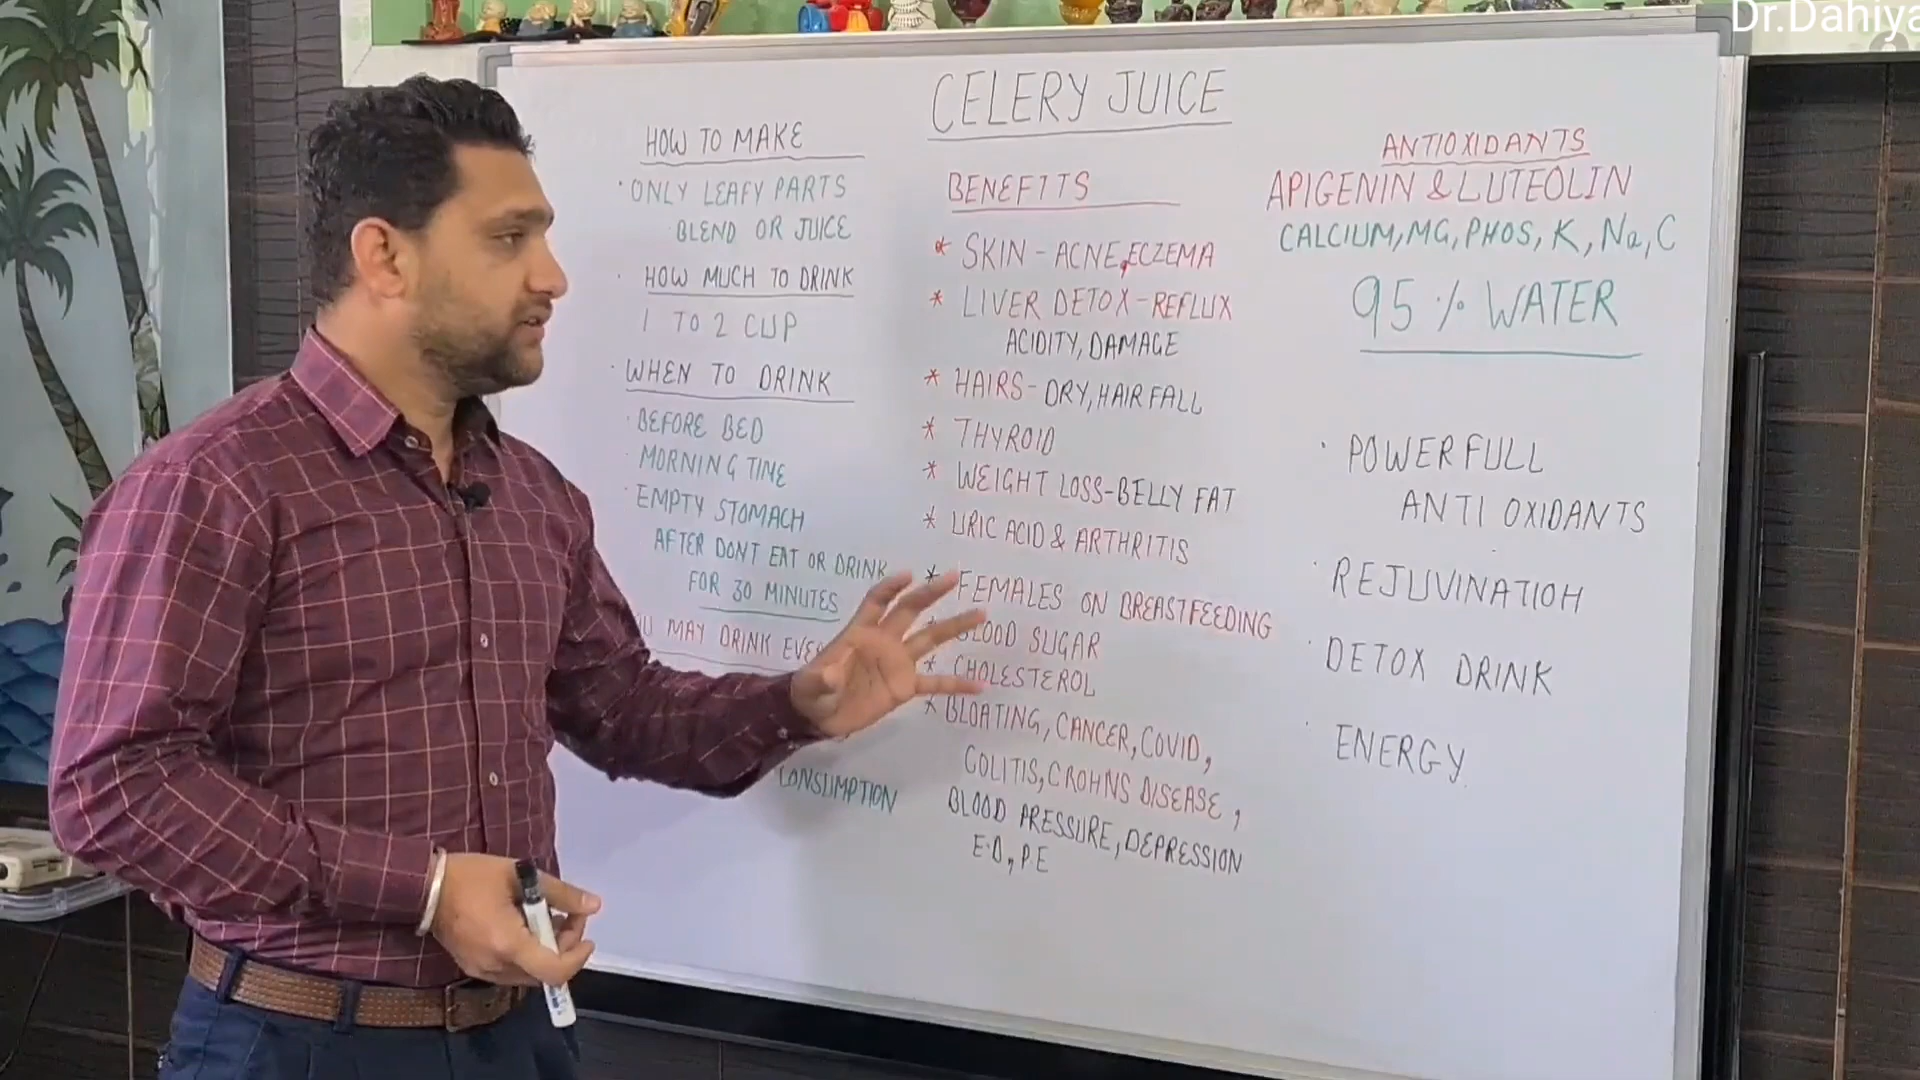 Dr.Dahiya
CELERY JUICE
HOW TO MAKE
· ONLY LEAFY PARTS
· BLEND OR JUICE
· HOW MUCH TO DRINK
1 TO 2 CUP
· WHEN TO DRINK
· BEFORE BED
· MORNING TIME
· EMPTY STOMACH
AFTER DONT EAT OR DRINK
FOR 30 MINUTES
MAY DRINK
CONSUMPTION
BENEFITS
* SKIN - ACNE, ECZEMA
* LIVER DETOX - REFLUX
ACIDITY, DAMAGE
* HAIRS - DRY, HAIR FALL
* THYROID
* WEIGHT LOSS - BELLY FAT
* URIC ACID & ARTHRITIS
* FEMALES ON BREASTFEEDING
* BLOOD SUGAR
* CHOLESTEROL
* BLOATING, CANCER, COVID,
COLITIS, CROHNS DISEASE,
BLOOD PRESSURE, DEPRESSION
E.D, P E
ANTIOXIDANTS
APIGENIN & LUTEOLIN
CALCIUM, MG, PHOS, K, Na, C
95 % WATER
· POWERFULL
ANTI OXIDANTS
· REJUVINATIOH
· DETOX DRINK
· ENERGY